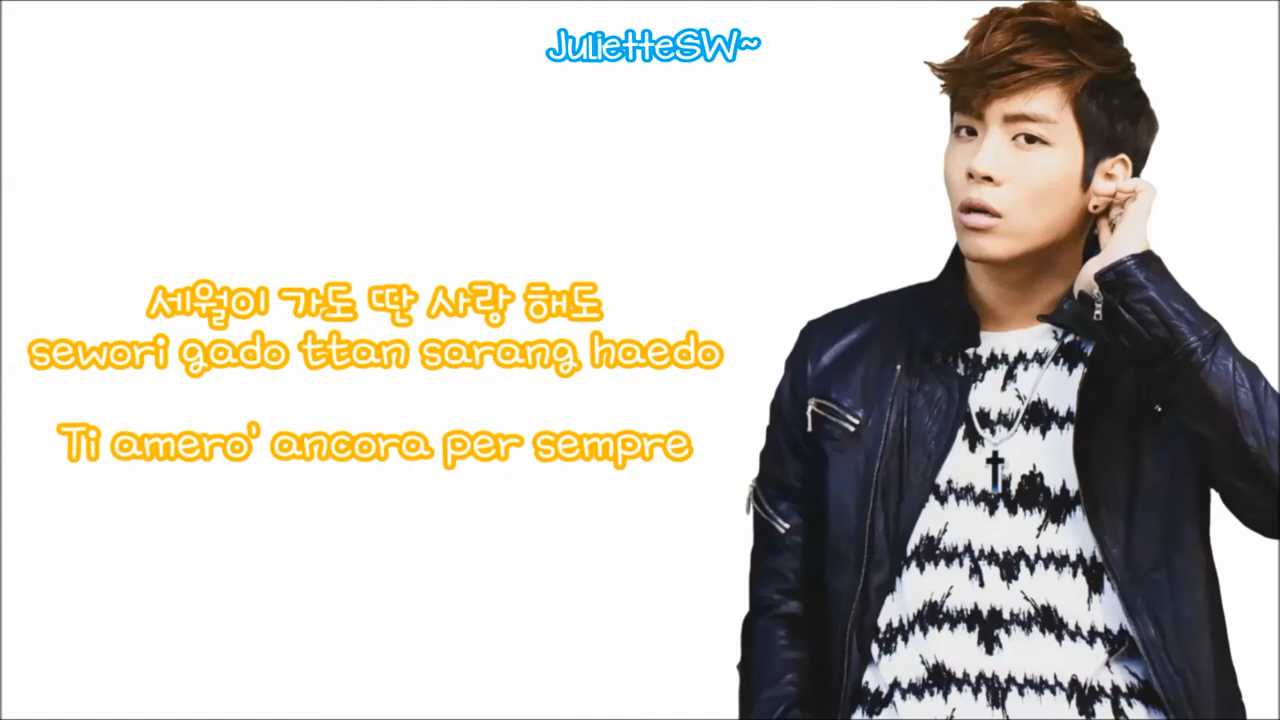 JulietteSW~
세월이 가도 딴 사랑 해도
sewori gado ttan sarang haedo
Ti amero' ancora per sempre